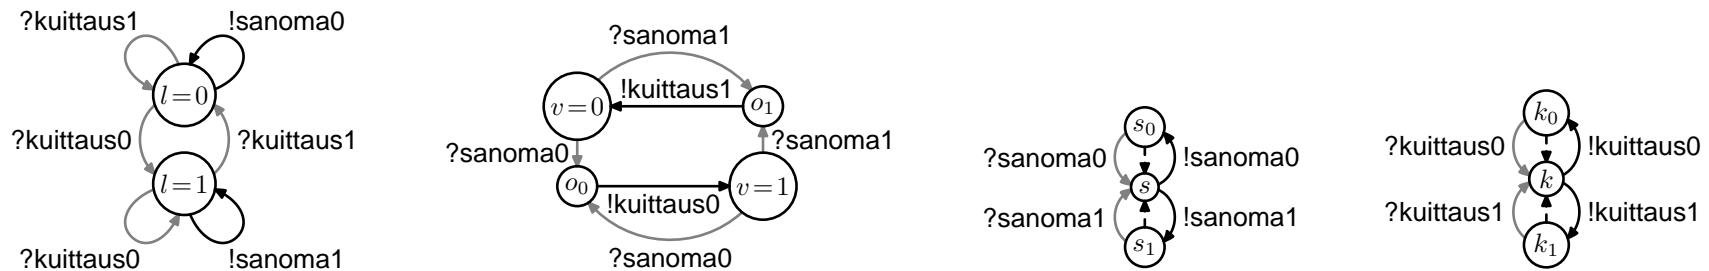 ?kuittaus1 !sanoma0
l=0
?kuittaus0 ?kuittaus1
l=1
?kuittaus0 !sanoma1
?sanoma1
v=0 !kuittaus1 o₁
?sanoma0 ?sanoma1
o₀ !kuittaus0 v=1
?sanoma0
s₀
?sanoma0 !sanoma0
s
?sanoma1 !sanoma1
s₁
k₀
?kuittaus0 !kuittaus0
k
?kuittaus1 !kuittaus1
k₁